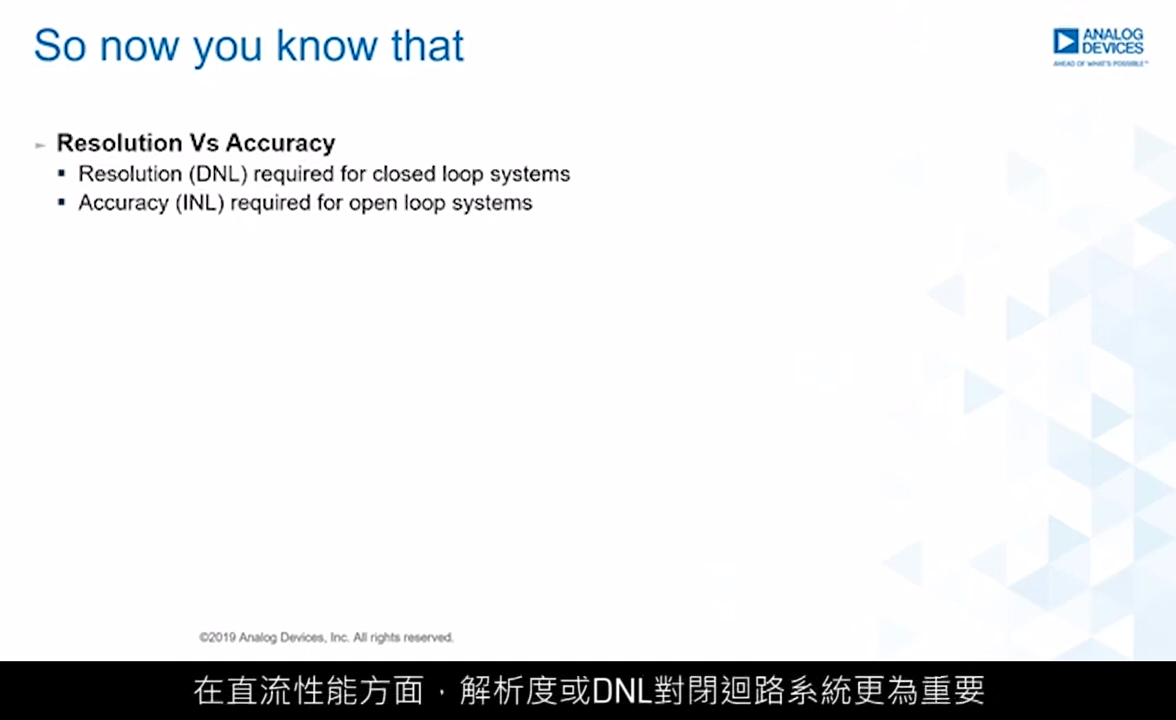 So now you know that
ANALOG
DEVICES
AHEAD OF WHAT'S POSSIBLE™
Resolution Vs Accuracy
Resolution (DNL) required for closed loop systems
Accuracy (INL) required for open loop systems
©2019 Analog Devices, Inc. All rights reserved.
在直流性能方面，解析度或DNL對閉迴路系統更為重要